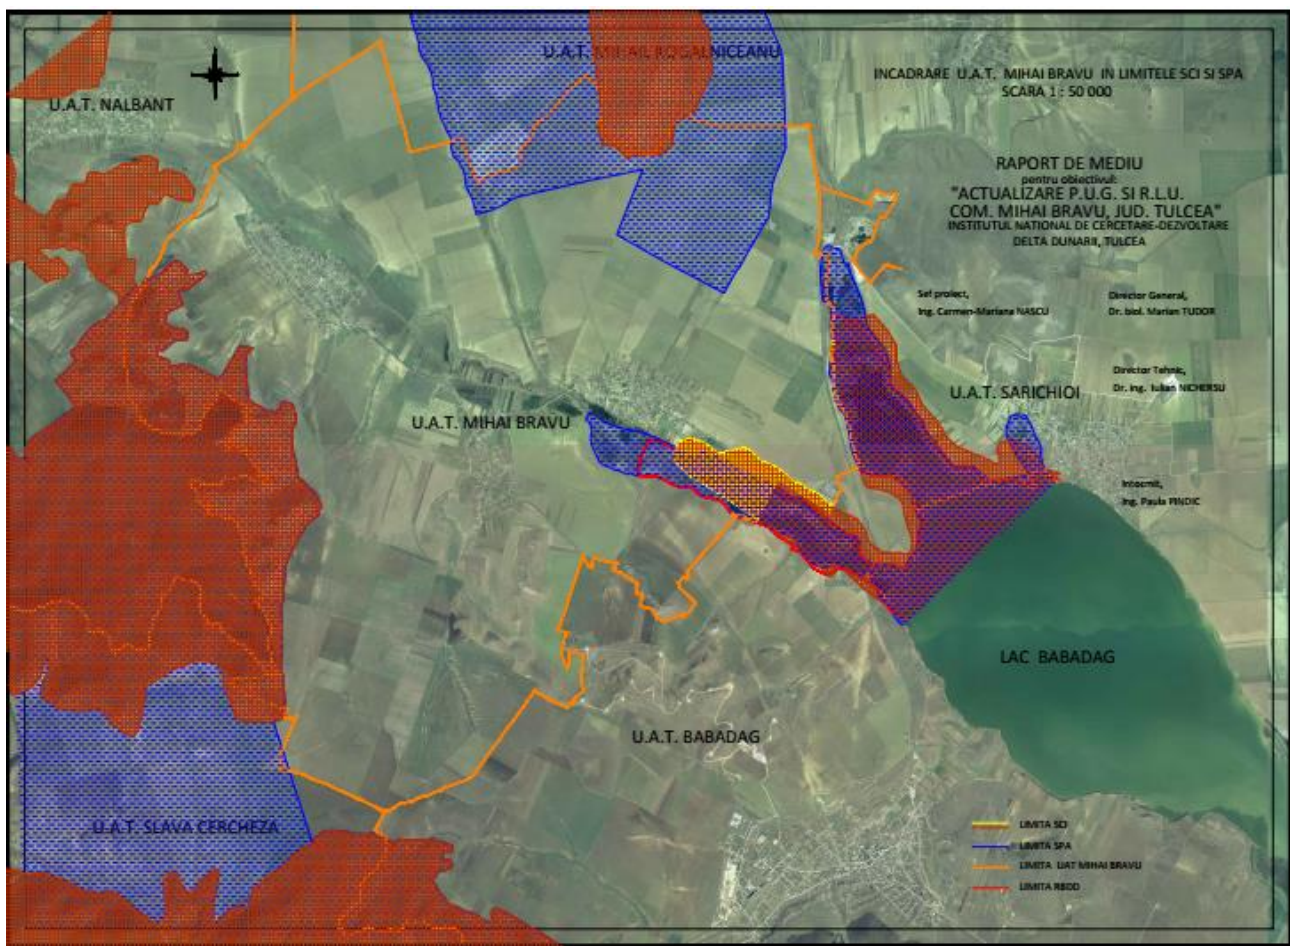 U.A.T. MIHAIL KOGALNICEANU
U.A.T. NALBANT
INCADRARE U.A.T. MIHAI BRAVU IN LIMITELE SCI SI SPA
SCARA 1 : 50 000
RAPORT DE MEDIU
pentru obiectivul:
"ACTUALIZARE P.U.G. SI R.L.U.
COM. MIHAI BRAVU, JUD. TULCEA"
INSTITUTUL NATIONAL DE CERCETARE-DEZVOLTARE
DELTA DUNARII, TULCEA
Sef proiect,
Ing. Carmen-Mariana NASCU
Director General,
Dr. biol. Marian TUDOR
Director Tehnic,
Dr. ing. Iulian NICHERSU
U.A.T. SARICHIOI
U.A.T. MIHAI BRAVU
Intocmit,
Ing. Paula PINDIC
LAC BABADAG
U.A.T. BABADAG
U.A.T. SLAVA CERCHEZA
LIMITA SCI
LIMITA SPA
LIMITA UAT MIHAI BRAVU
LIMITA RBDD